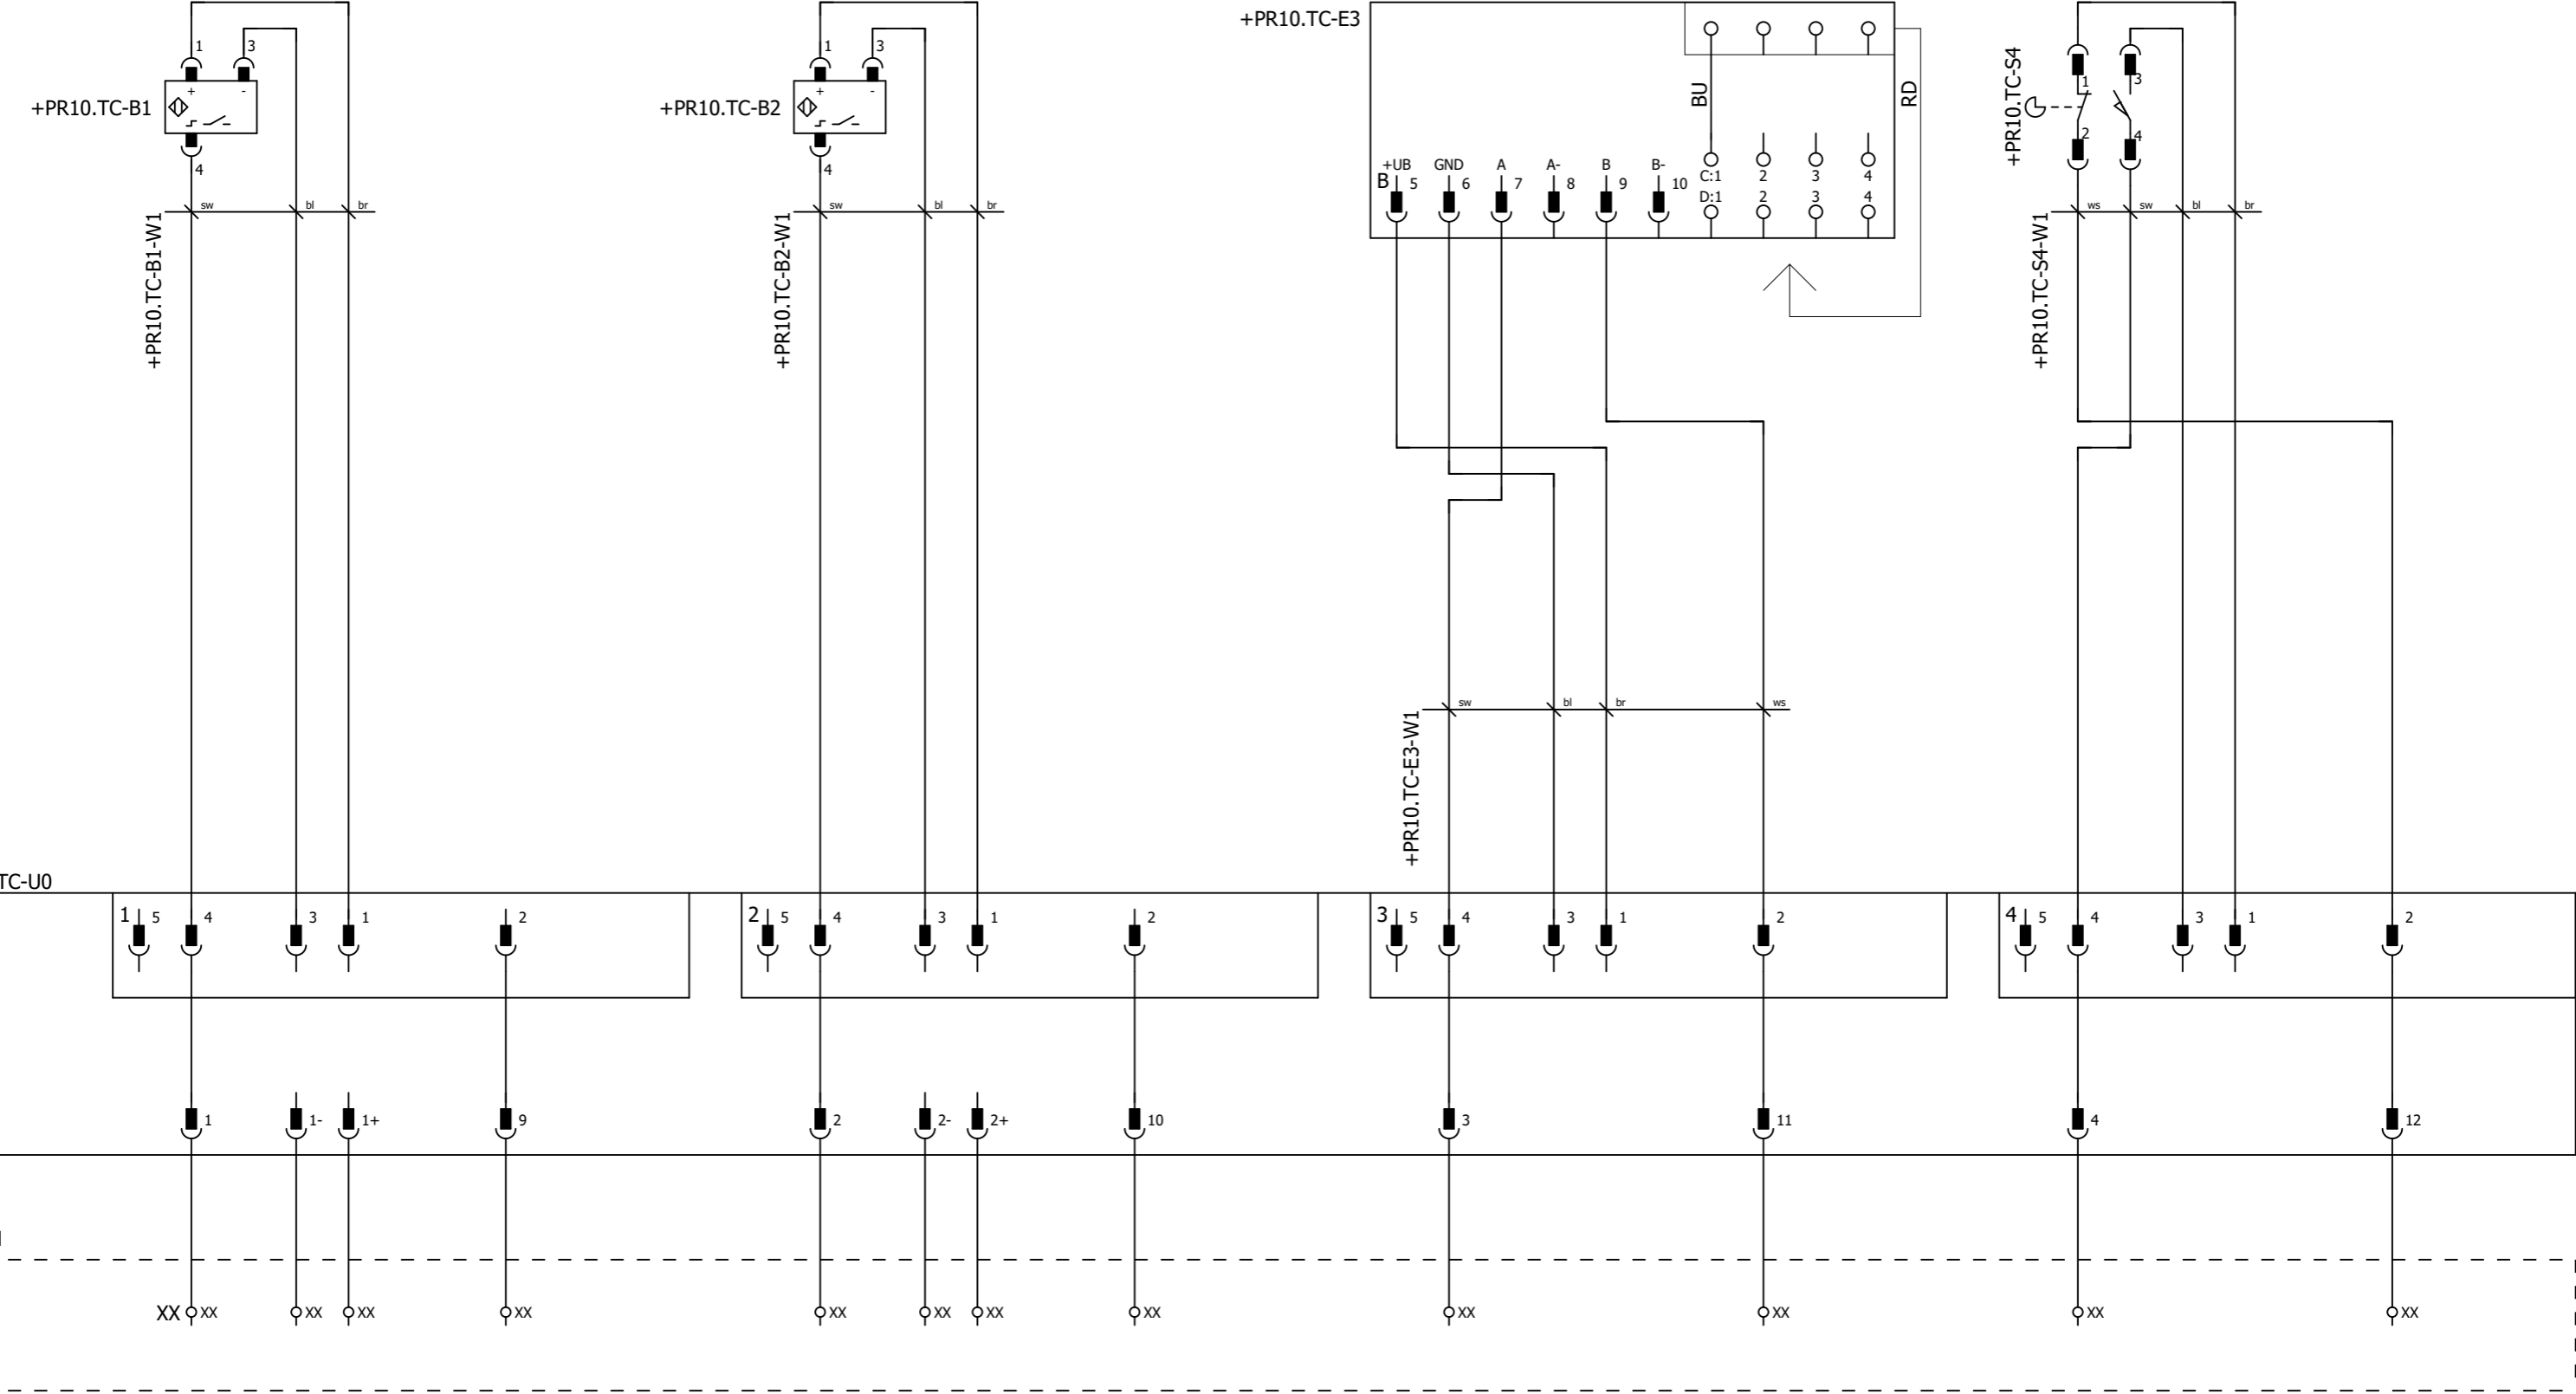 +PR10.TC-E3
1
3
1
3
+PR10.TC-S4
+PR10.TC-B1
+
-
+PR10.TC-B2
+
-
BU
RD
1
3
2
4
4
4
+UB
GND
A
A-
B
B-
B
5
6
7
8
9
10
C:1
2
3
4
D:1
2
3
4
sw
bl
br
sw
bl
br
ws
sw
bl
br
+PR10.TC-B1-W1
+PR10.TC-B2-W1
+PR10.TC-S4-W1
sw
bl
br
ws
+PR10.TC-E3-W1
TC-U0
1
5
4
3
1
2
2
5
4
3
1
2
3
5
4
3
1
2
4
5
4
3
1
2
1
1-
1+
9
2
2-
2+
10
3
11
4
12
XX
XX
XX
XX
XX
XX
XX
XX
XX
XX
XX
XX
XX